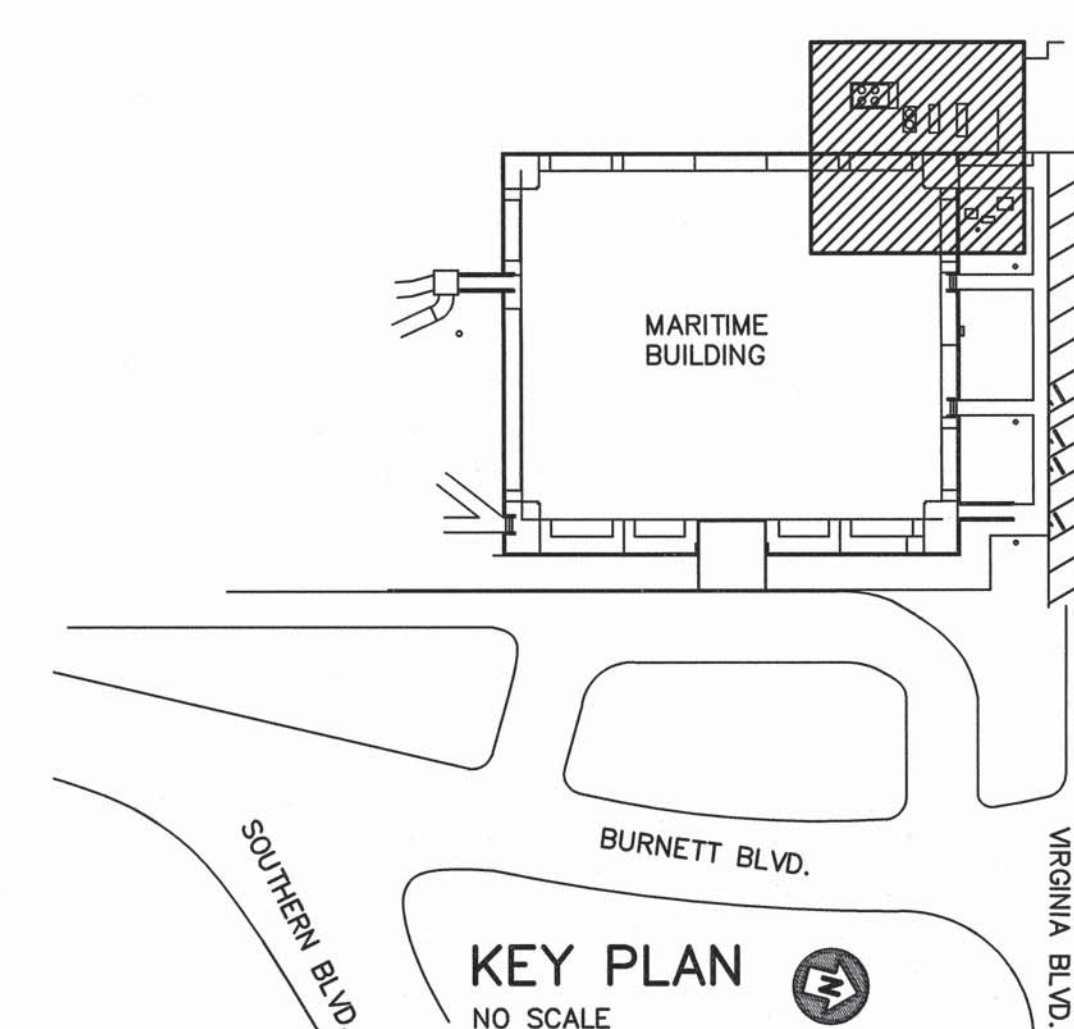 MARITIME
BUILDING
BURNETT BLVD.
SOUTHERN BLVD.
VIRGINIA BLVD.
KEY PLAN
N
NO SCALE